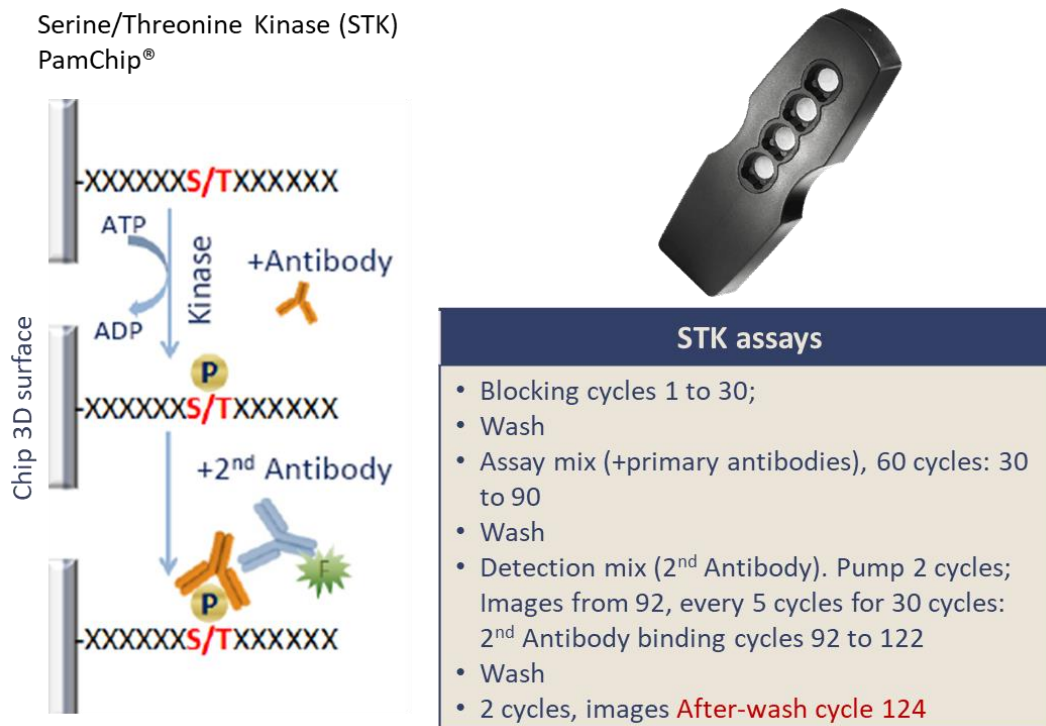 Serine/Threonine Kinase (STK)
PamChip®
Chip 3D surface
-XXXXXXS/TXXXXXX
ATP
ADP
Kinase
+Antibody
P
-XXXXXXS/TXXXXXX
+2nd Antibody
F
P
-XXXXXXS/TXXXXXX
STK assays
• Blocking cycles 1 to 30;
• Wash
• Assay mix (+primary antibodies), 60 cycles: 30
to 90
• Wash
• Detection mix (2nd Antibody). Pump 2 cycles;
Images from 92, every 5 cycles for 30 cycles:
2nd Antibody binding cycles 92 to 122
• Wash
• 2 cycles, images After-wash cycle 124